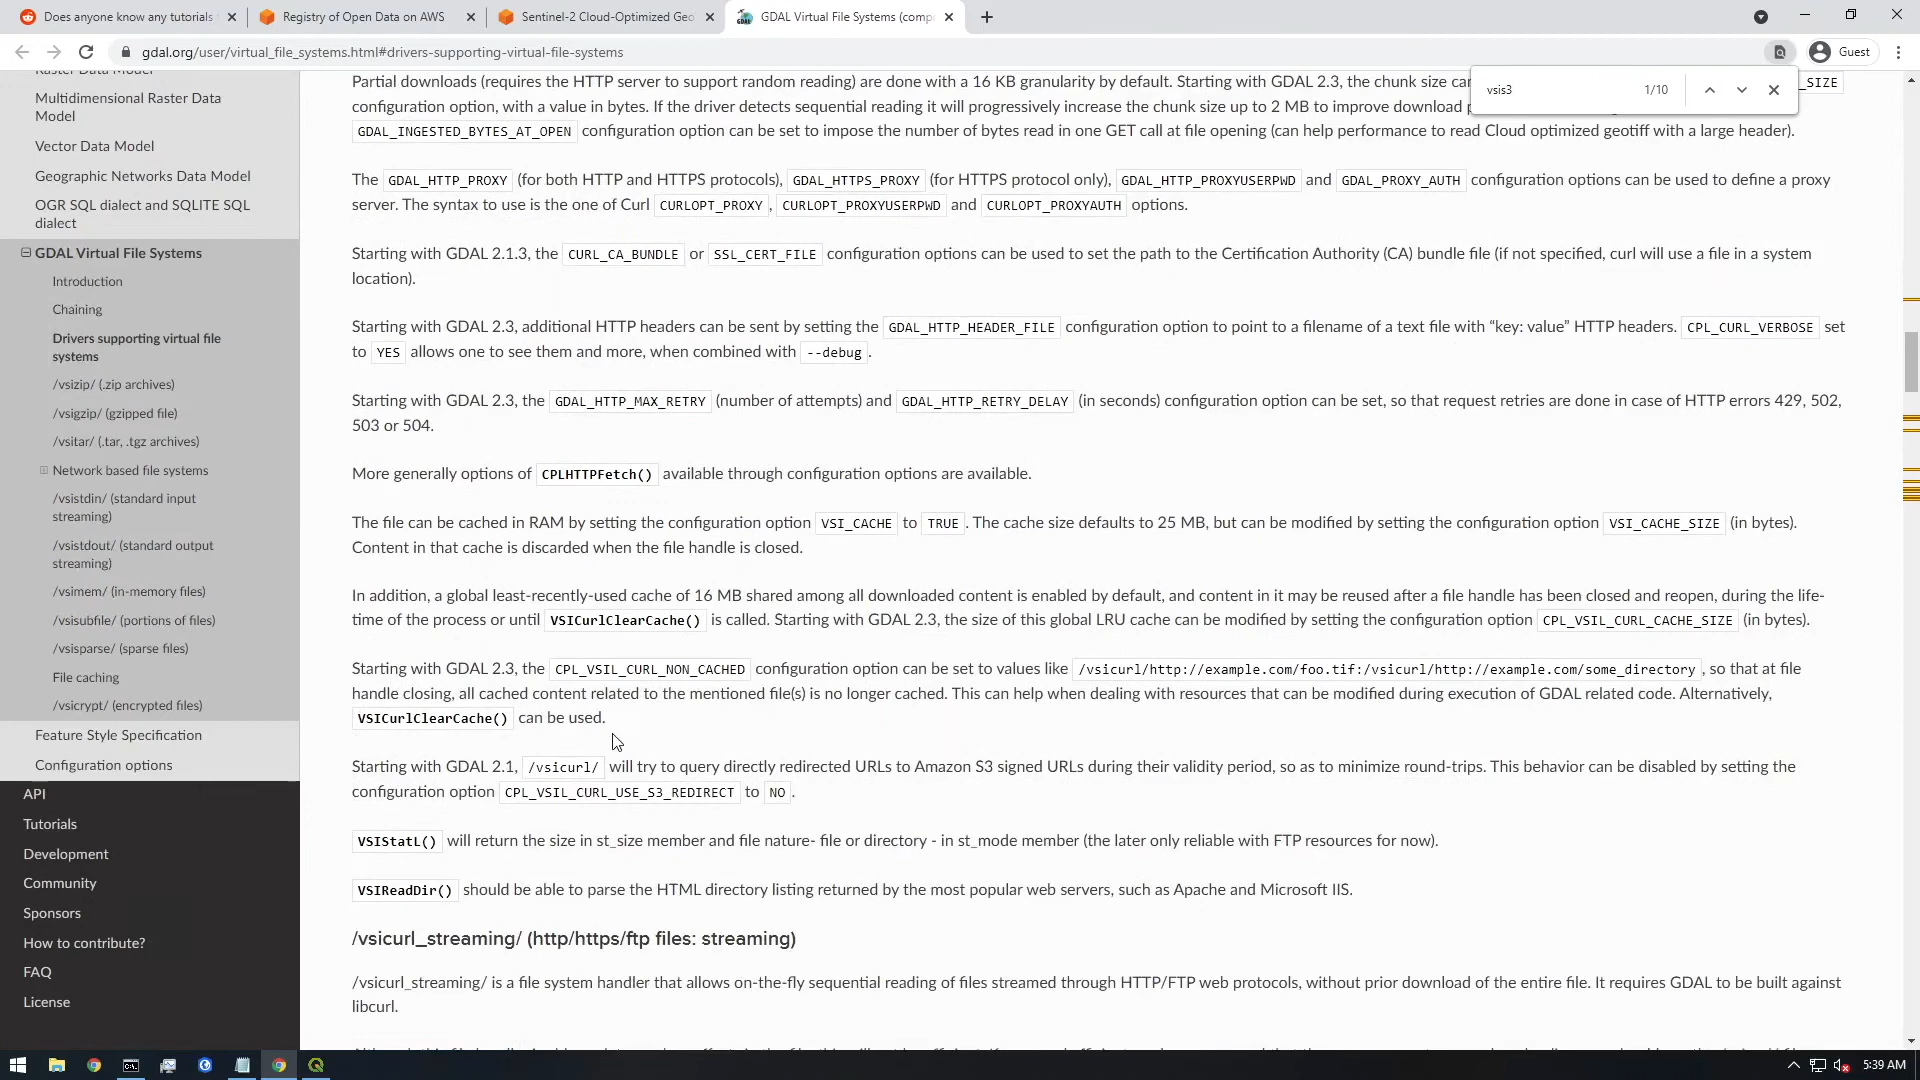 Does anyone know any tutorials
Registry of Open Data on AWS
Sentinel-2 Cloud-Optimized Geo
GDAL Virtual File Systems (comp
gdal.org/user/virtual_file_systems.html#drivers-supporting-virtual-file-systems
Guest
vsis3
1/10
Raster Data Model
Multidimensional Raster Data
Model
Vector Data Model
Geographic Networks Data Model
OGR SQL dialect and SQLITE SQL
dialect
GDAL Virtual File Systems
Introduction
Chaining
Drivers supporting virtual file
systems
/vsizip/ (.zip archives)
/vsigzip/ (gzipped file)
/vsitar/ (.tar, .tgz archives)
Network based file systems
/vsistdin/ (standard input
streaming)
/vsistdout/ (standard output
streaming)
/vsimem/ (in-memory files)
/vsisubfile/ (portions of files)
/vsisparse/ (sparse files)
File caching
/vsicrypt/ (encrypted files)
Feature Style Specification
Configuration options
API
Tutorials
Development
Community
Sponsors
How to contribute?
FAQ
License
Partial downloads (requires the HTTP server to support random reading) are done with a 16 KB granularity by default. Starting with GDAL 2.3, the chunk size can _SIZE
configuration option, with a value in bytes. If the driver detects sequential reading it will progressively increase the chunk size up to 2 MB to improve download
GDAL_INGESTED_BYTES_AT_OPEN configuration option can be set to impose the number of bytes read in one GET call at file opening (can help performance to read Cloud optimized geotiff with a large header).
The GDAL_HTTP_PROXY (for both HTTP and HTTPS protocols), GDAL_HTTPS_PROXY (for HTTPS protocol only), GDAL_HTTP_PROXYUSERPWD and GDAL_PROXY_AUTH configuration options can be used to define a proxy
server. The syntax to use is the one of Curl CURLOPT_PROXY , CURLOPT_PROXYUSERPWD and CURLOPT_PROXYAUTH options.
Starting with GDAL 2.1.3, the CURL_CA_BUNDLE or SSL_CERT_FILE configuration options can be used to set the path to the Certification Authority (CA) bundle file (if not specified, curl will use a file in a system
location).
Starting with GDAL 2.3, additional HTTP headers can be sent by setting the GDAL_HTTP_HEADER_FILE configuration option to point to a filename of a text file with “key: value” HTTP headers. CPL_CURL_VERBOSE set
to YES allows one to see them and more, when combined with --debug .
Starting with GDAL 2.3, the GDAL_HTTP_MAX_RETRY (number of attempts) and GDAL_HTTP_RETRY_DELAY (in seconds) configuration option can be set, so that request retries are done in case of HTTP errors 429, 502,
503 or 504.
More generally options of CPLHTTPFetch() available through configuration options are available.
The file can be cached in RAM by setting the configuration option VSI_CACHE to TRUE . The cache size defaults to 25 MB, but can be modified by setting the configuration option VSI_CACHE_SIZE (in bytes).
Content in that cache is discarded when the file handle is closed.
In addition, a global least-recently-used cache of 16 MB shared among all downloaded content is enabled by default, and content in it may be reused after a file handle has been closed and reopen, during the life-
time of the process or until VSICurlClearCache() is called. Starting with GDAL 2.3, the size of this global LRU cache can be modified by setting the configuration option CPL_VSIL_CURL_CACHE_SIZE (in bytes).
Starting with GDAL 2.3, the CPL_VSIL_CURL_NON_CACHED configuration option can be set to values like /vsicurl/http://example.com/foo.tif:/vsicurl/http://example.com/some_directory , so that at file
handle closing, all cached content related to the mentioned file(s) is no longer cached. This can help when dealing with resources that can be modified during execution of GDAL related code. Alternatively,
VSICurlClearCache() can be used.
Starting with GDAL 2.1, /vsicurl/ will try to query directly redirected URLs to Amazon S3 signed URLs during their validity period, so as to minimize round-trips. This behavior can be disabled by setting the
configuration option CPL_VSIL_CURL_USE_S3_REDIRECT to NO .
VSIStatL() will return the size in st_size member and file nature- file or directory - in st_mode member (the later only reliable with FTP resources for now).
VSIReadDir() should be able to parse the HTML directory listing returned by the most popular web servers, such as Apache and Microsoft IIS.
/vsicurl_streaming/ (http/https/ftp files: streaming)
/vsicurl_streaming/ is a file system handler that allows on-the-fly sequential reading of files streamed through HTTP/FTP web protocols, without prior download of the entire file. It requires GDAL to be built against
libcurl.
5:39 AM